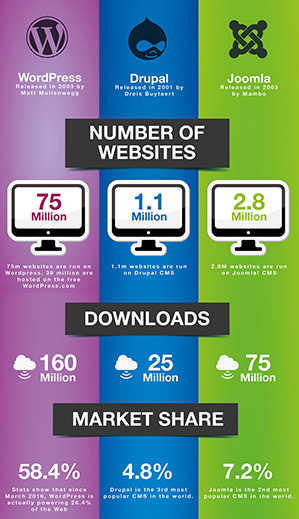 WordPress
Released in 2003 by
Matt Mullenwegg
Drupal
Released in 2001 by
Dreis Buytaert
Joomla
Released in 2003
by Mambo
NUMBER OF
WEBSITES
75
Million
1.1
Million
2.8
Million
75m websites are run on
Wordpress. 39 million are
hosted on the free
WordPress.com
1.1m websites are run
on Drupal CMS
2.8M websites are run
on Joomla! CMS
DOWNLOADS
160
Million
25
Million
75
Million
MARKET SHARE
58.4%
Stats show that since
March 2016, WordPress is
actually powering 26.4%
of the Web
4.8%
Drupal is the 3rd most
popular CMS in the world.
7.2%
Joomla is the 2nd most
popular CMS in the world.